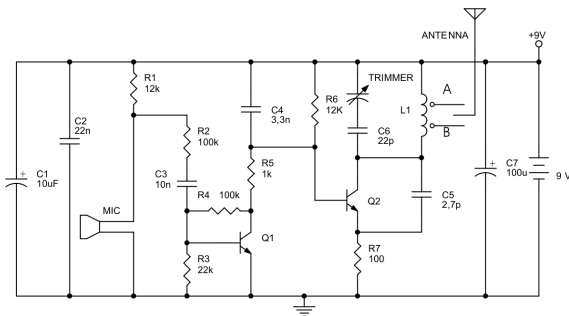 ANTENNA
+9V
R1
12k
C2
22n
C1
10uF
+
MIC
R2
100k
C3
10n
R4
100k
R3
22k
C4
3,3n
R5
1k
Q1
R6
12K
TRIMMER
C6
22p
L1
A
B
Q2
C5
2,7p
R7
100
+
C7
100u
9 V